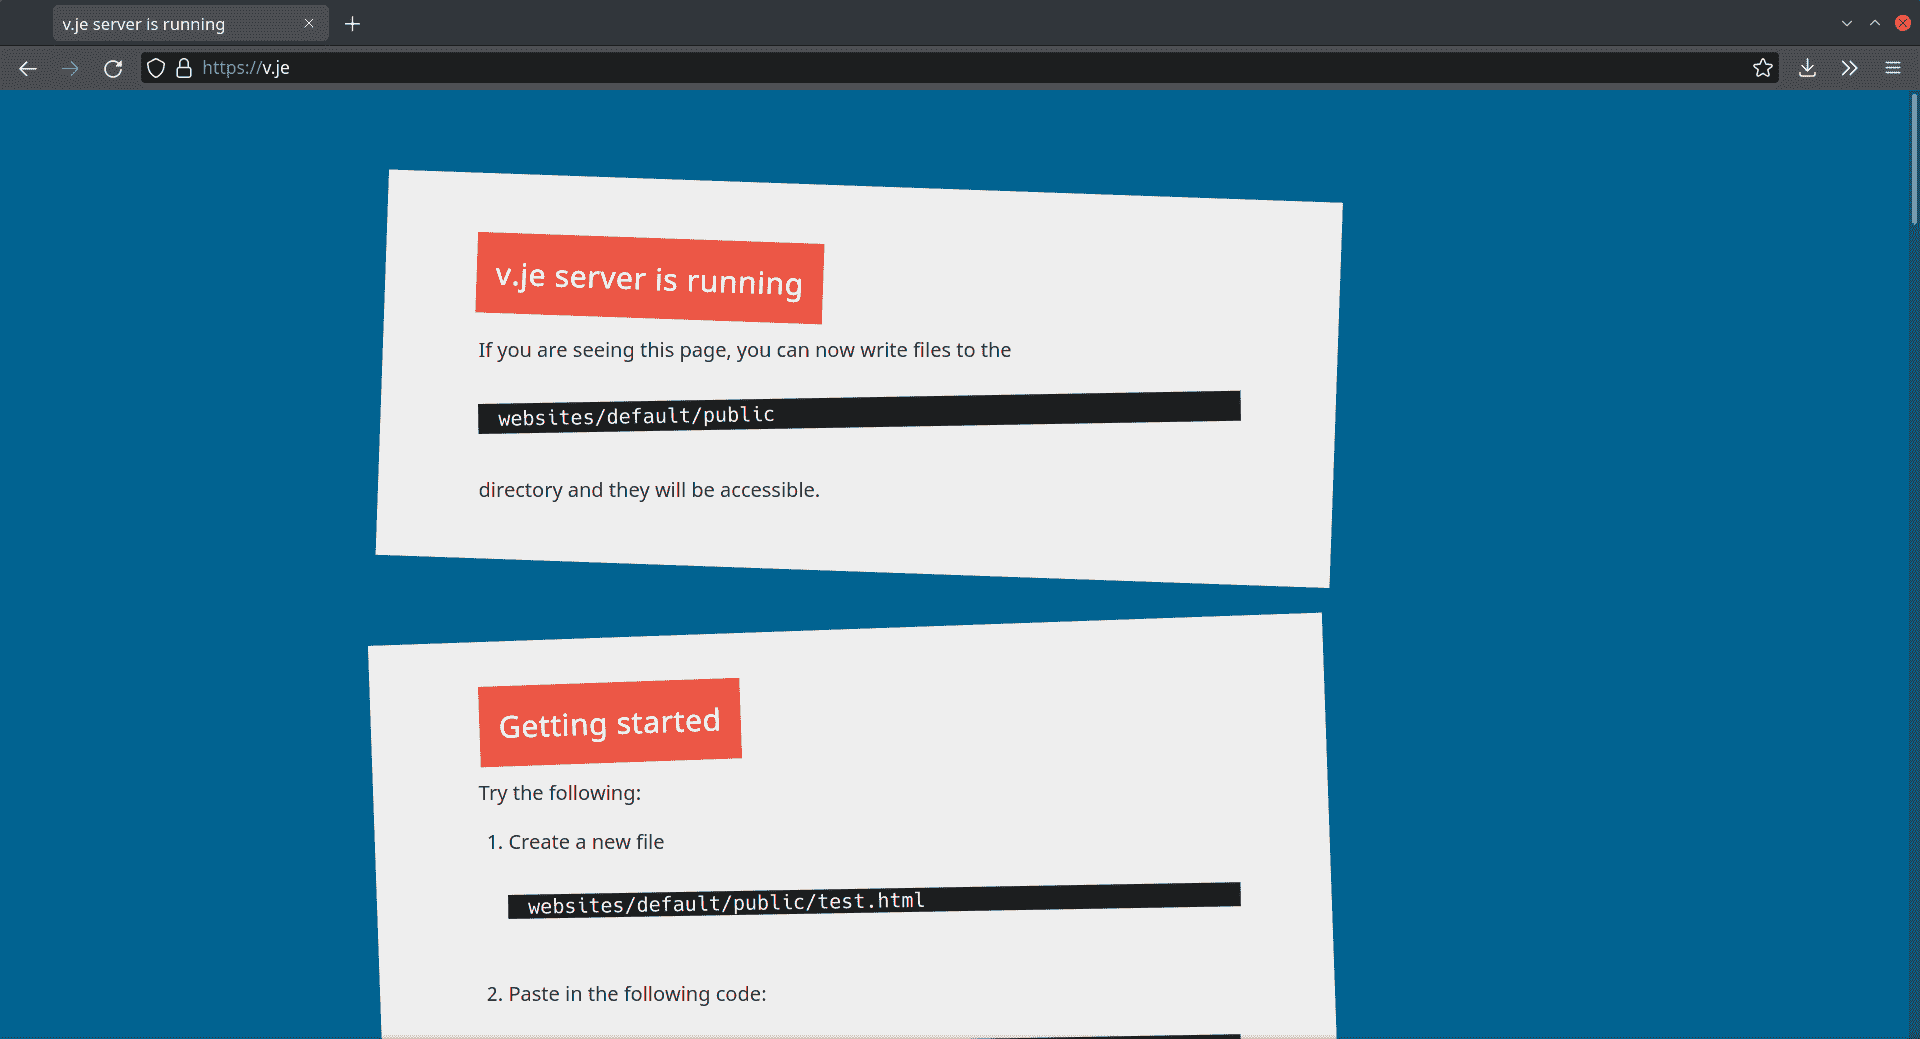 v.je server is running
https://v.je
v.je server is running
If you are seeing this page, you can now write files to the
websites/default/public
directory and they will be accessible.
Getting started
Try the following:
1. Create a new file
websites/default/public/test.html
2. Paste in the following code: